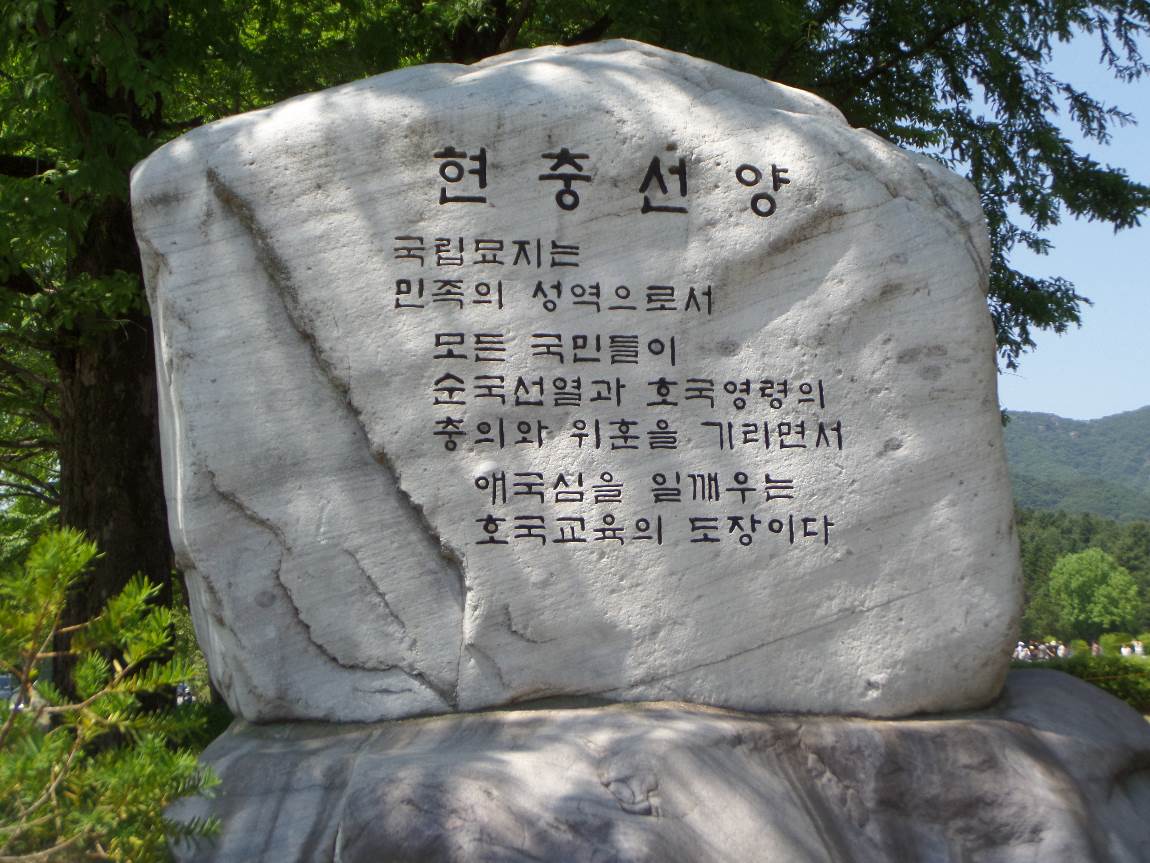 현충선양
국립묘지는
민족의 성역으로서
모든 국민들이
순국선열과 호국영령의
충의와 위훈을 기리면서
애국심을 일깨우는
호국교육의 도장이다